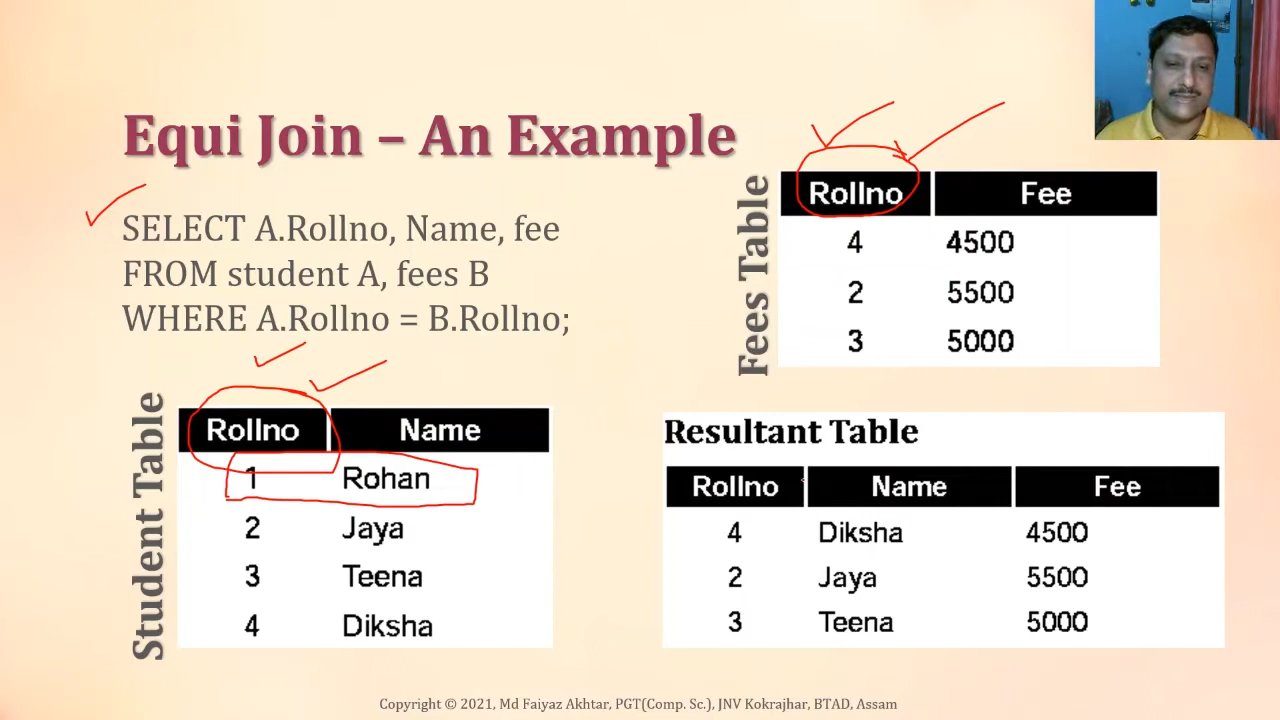 Equi Join – An Example
SELECT A.Rollno, Name, fee
FROM student A, fees B
WHERE A.Rollno = B.Rollno;
Fees Table
Rollno Fee
4 4500
2 5500
3 5000
Student Table
Rollno Name
1 Rohan
2 Jaya
3 Teena
4 Diksha
Resultant Table
Rollno Name Fee
4 Diksha 4500
2 Jaya 5500
3 Teena 5000
Copyright © 2021, Md Faiyaz Akhtar, PGT(Comp. Sc.), JNV Kokrajhar, BTAD, Assam